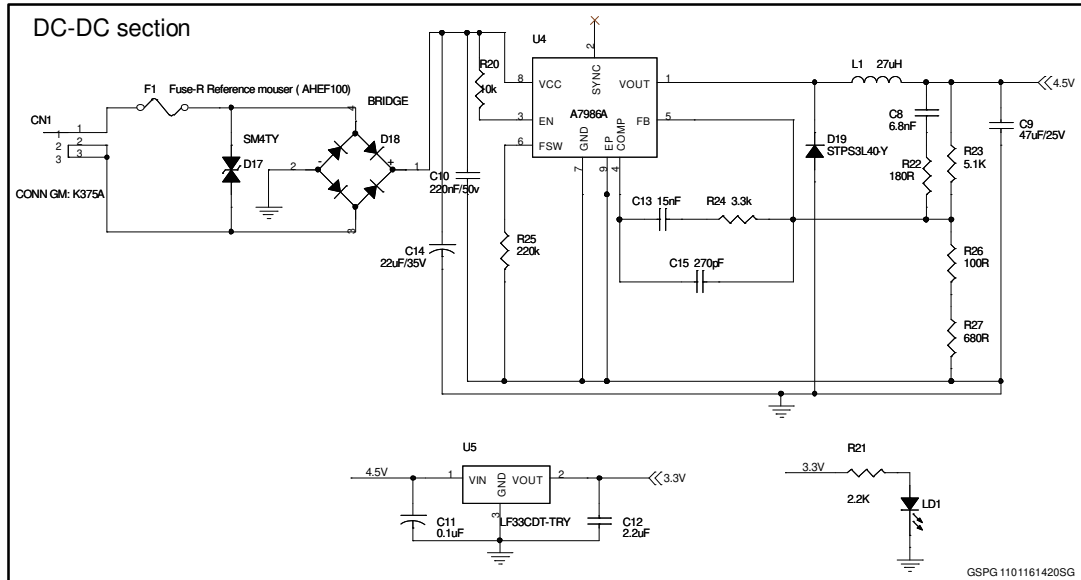 DC-DC section
F1 Fuse-R Reference mouser ( AHEF100)
BRIDGE
CN1
1
1
2
2
3
3
CONN GM: K375A
SM4TY
D17
4
D18
2
-
+
1
3
R20
10k
C10
220nF/50v
C14
22uF/35V
R25
220k
U4
2
SYNC
8
VCC
VOUT
1
A7986A
3
EN
FB
5
6
FSW
GND
EP
COMP
7
9
4
C13 15nF
R24 3.3k
C15 270pF
D19
STPS3L40-Y
L1 27uH
4.5V
C8
6.8nF
R22
180R
R23
5.1K
C9
47uF/25V
R26
100R
R27
680R
U5
4.5V
1
VIN
GND
VOUT
2
3.3V
3
LF33CDT-TRY
C11
0.1uF
C12
2.2uF
R21
3.3V
2.2K
LD1
GSPG1101161420SG